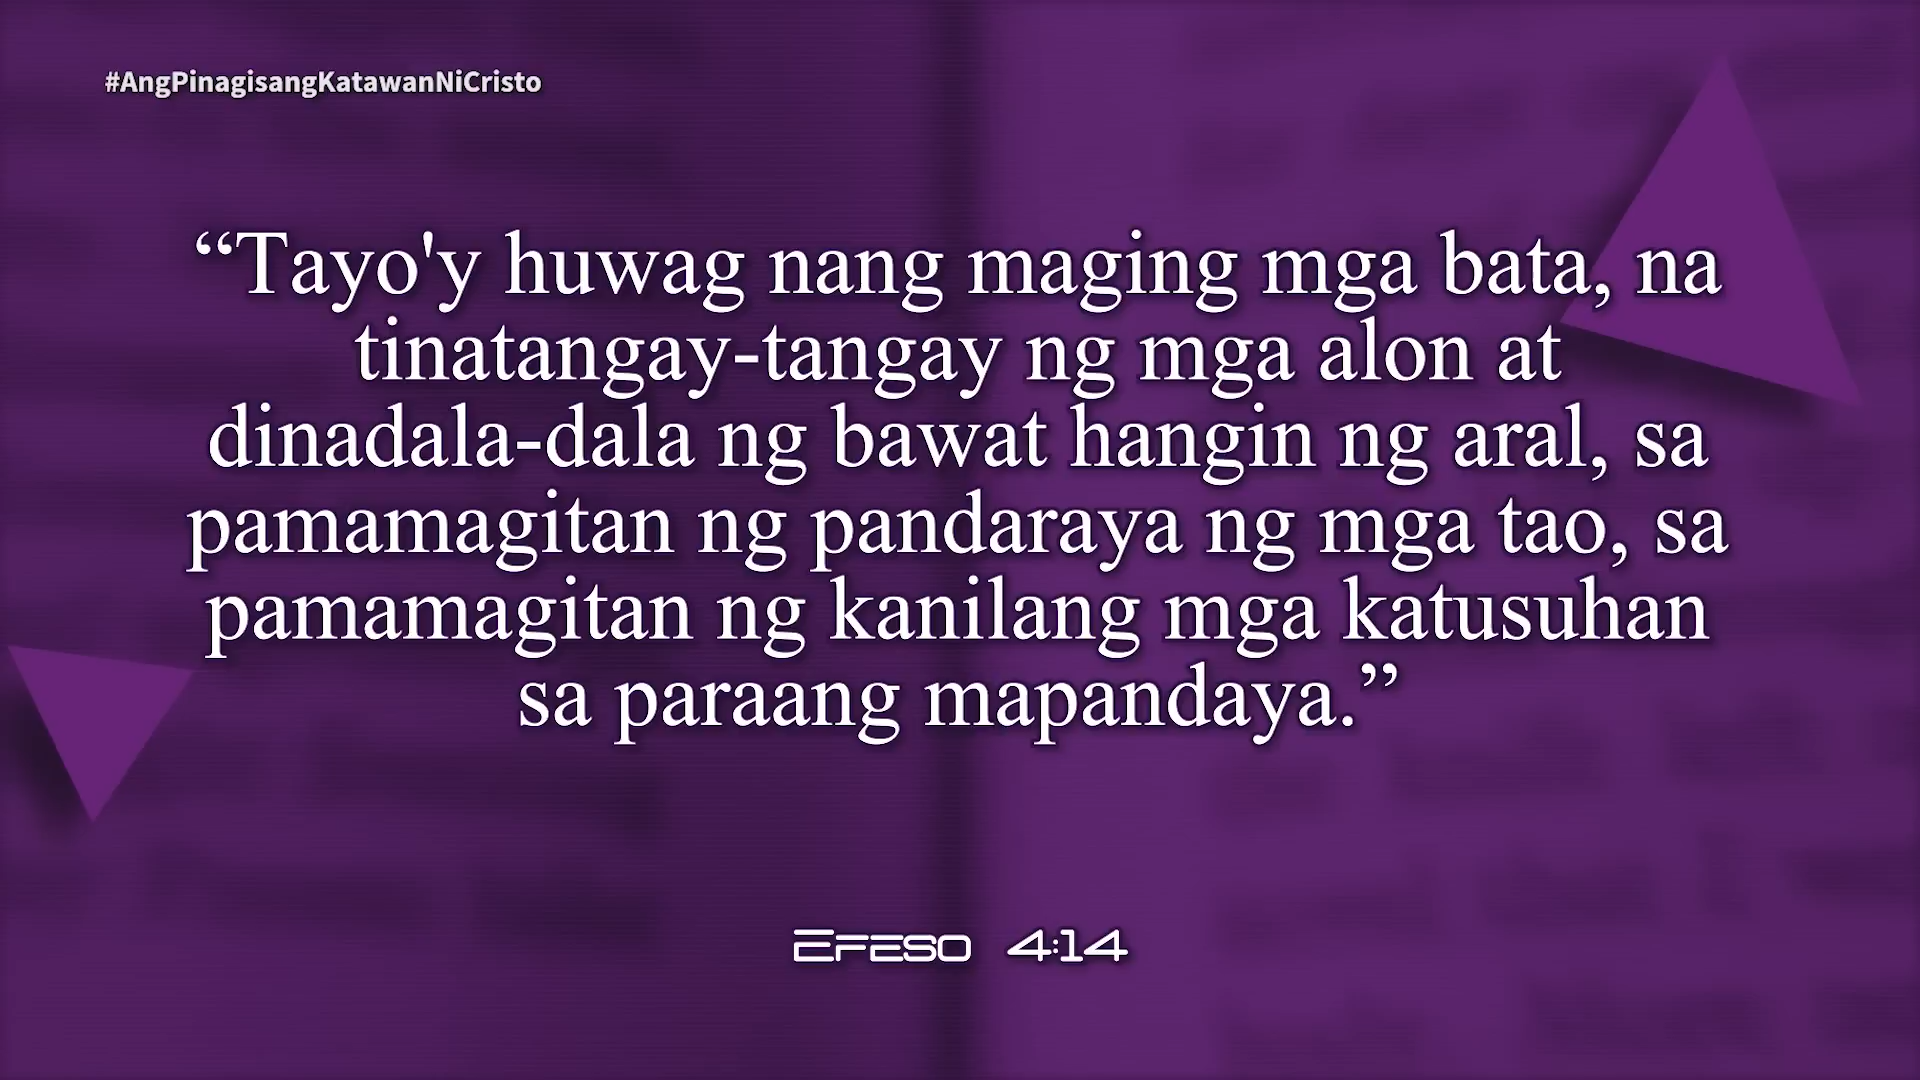 #AngPinagisangKatawanNiCristo
“Tayo'y huwag nang maging mga bata, na
tinatangay-tangay ng mga alon at
dinadala-dala ng bawat hangin ng aral, sa
pamamagitan ng pandaraya ng mga tao, sa
pamamagitan ng kanilang mga katusuhan
sa paraang mapandaya.”
Efeso 4:14